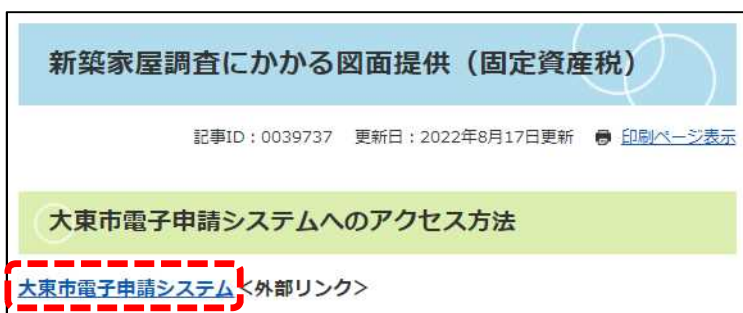 新築家屋調査にかかる図面提供（固定資産税）
記事ID：0039737　更新日：2022年8月17日更新　印刷ページ表示
大東市電子申請システムへのアクセス方法
大東市電子申請システム＜外部リンク＞